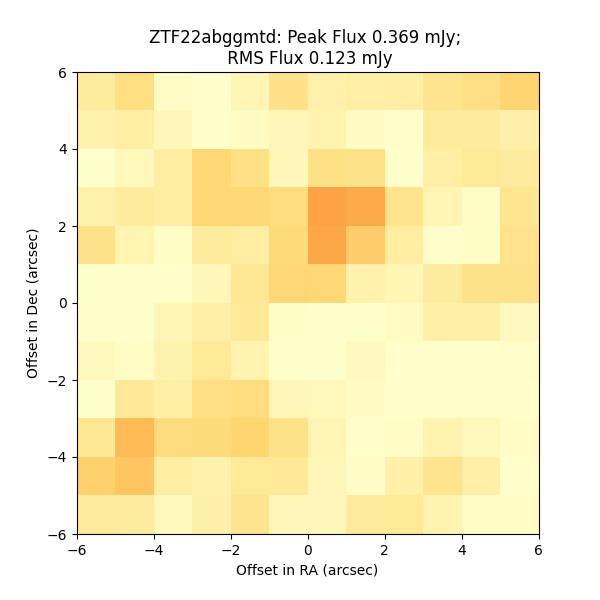 ZTF22abggmtd: Peak Flux 0.369 mJy;
RMS Flux 0.123 mJy
6
4
2
0
−2
−4
−6
Offset in Dec (arcsec)
−6 −4 −2 0 2 4 6
Offset in RA (arcsec)